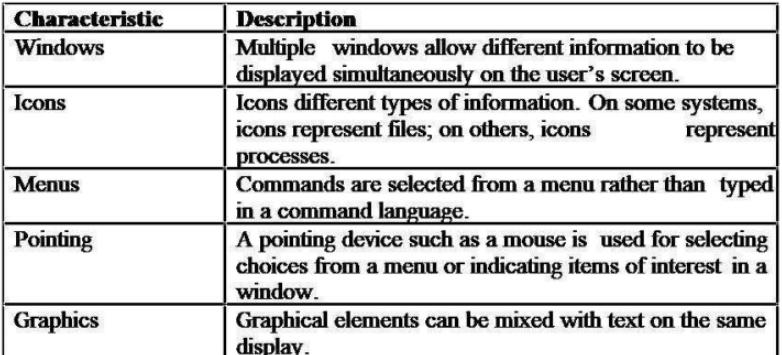 Characteristic Description
Windows Multiple windows allow different information to be
displayed simultaneously on the user's screen.
Icons Icons different types of information. On some systems,
icons represent files; on others, icons represent
processes.
Menus Commands are selected from a menu rather than typed
in a command language.
Pointing A pointing device such as a mouse is used for selecting
choices from a menu or indicating items of interest in a
window.
Graphics Graphical elements can be mixed with text on the same
display.